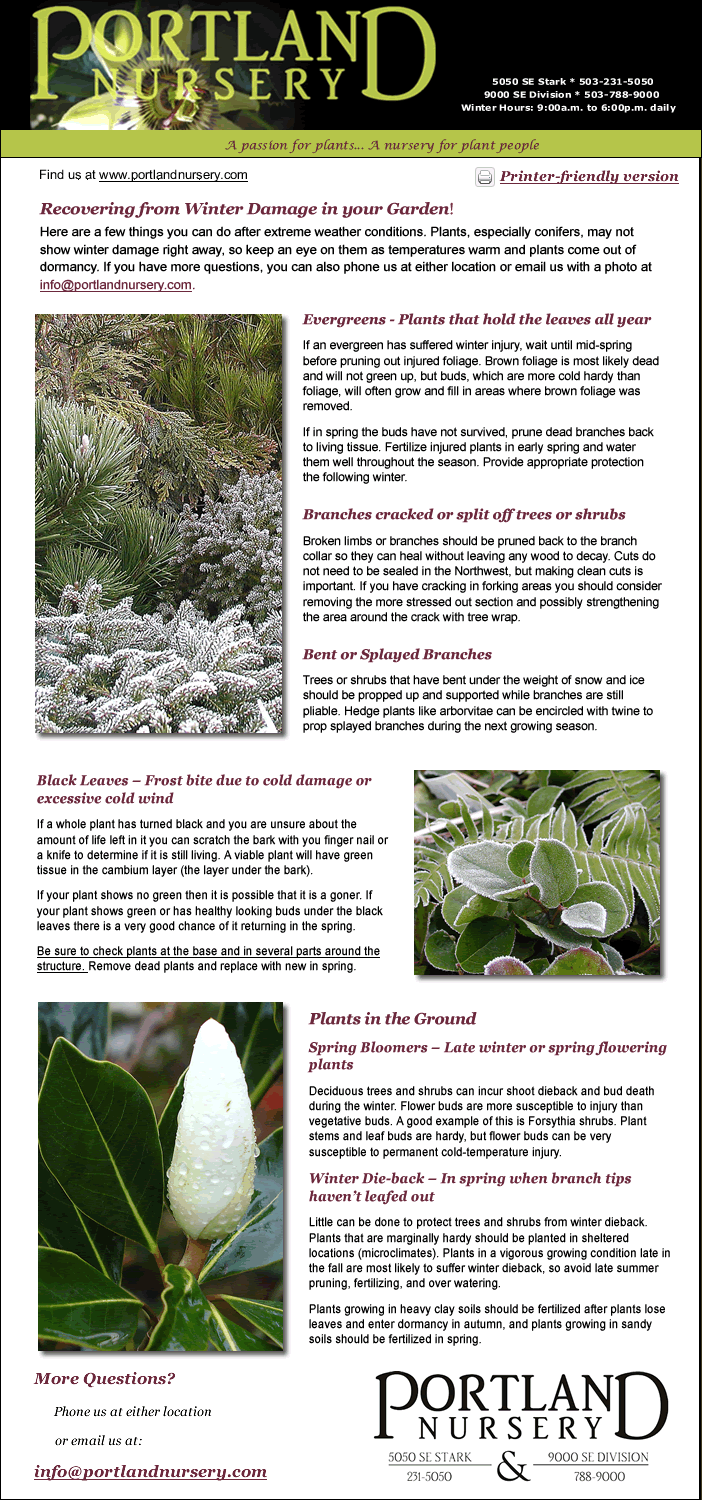 PORTLAND
NURSERY
5050 SE Stark * 503-231-5050
9000 SE Division * 503-788-9000
Winter Hours: 9:00a.m. to 6:00p.m. daily
A passion for plants... A nursery for plant people
Find us at www.portlandnursery.com
Printer-friendly version
Recovering from Winter Damage in your Garden!
Here are a few things you can do after extreme weather conditions. Plants, especially conifers, may not
show winter damage right away, so keep an eye on them as temperatures warm and plants come out of
dormancy. If you have more questions, you can also phone us at either location or email us with a photo at
info@portlandnursery.com.
Evergreens - Plants that hold the leaves all year
If an evergreen has suffered winter injury, wait until mid-spring
before pruning out injured foliage. Brown foliage is most likely dead
and will not green up, but buds, which are more cold hardy than
foliage, will often grow and fill in areas where brown foliage was
removed.
If in spring the buds have not survived, prune dead branches back
to living tissue. Fertilize injured plants in early spring and water
them well throughout the season. Provide appropriate protection
the following winter.
Branches cracked or split off trees or shrubs
Broken limbs or branches should be pruned back to the branch
collar so they can heal without leaving any wood to decay. Cuts do
not need to be sealed in the Northwest, but making clean cuts is
important. If you have cracking in forking areas you should consider
removing the more stressed out section and possibly strengthening
the area around the crack with tree wrap.
Bent or Splayed Branches
Trees or shrubs that have bent under the weight of snow and ice
should be propped up and supported while branches are still
pliable. Hedge plants like arborvitae can be encircled with twine to
prop splayed branches during the next growing season.
Black Leaves – Frost bite due to cold damage or
excessive cold wind
If a whole plant has turned black and you are unsure about the
amount of life left in it you can scratch the bark with you finger nail or
a knife to determine if it is still living. A viable plant will have green
tissue in the cambium layer (the layer under the bark).
If your plant shows no green then it is possible that it is a goner. If
your plant shows green or has healthy looking buds under the black
leaves there is a very good chance of it returning in the spring.
Be sure to check plants at the base and in several parts around the
structure. Remove dead plants and replace with new in spring.
Plants in the Ground
Spring Bloomers – Late winter or spring flowering
plants
Deciduous trees and shrubs can incur shoot dieback and bud death
during the winter. Flower buds are more susceptible to injury than
vegetative buds. A good example of this is Forsythia shrubs. Plant
stems and leaf buds are hardy, but flower buds can be very
susceptible to permanent cold-temperature injury.
Winter Die-back – In spring when branch tips
haven't leafed out
Little can be done to protect trees and shrubs from winter dieback.
Plants that are marginally hardy should be planted in sheltered
locations (microclimates). Plants in a vigorous growing condition late in
the fall are most likely to suffer winter dieback, so avoid late summer
pruning, fertilizing, and over watering.
Plants growing in heavy clay soils should be fertilized after plants lose
leaves and enter dormancy in autumn, and plants growing in sandy
soils should be fertilized in spring.
More Questions?
Phone us at either location
or email us at:
info@portlandnursery.com
PORTLAND
NURSERY
5050 SE STARK & 9000 SE DIVISION
231-5050 788-9000